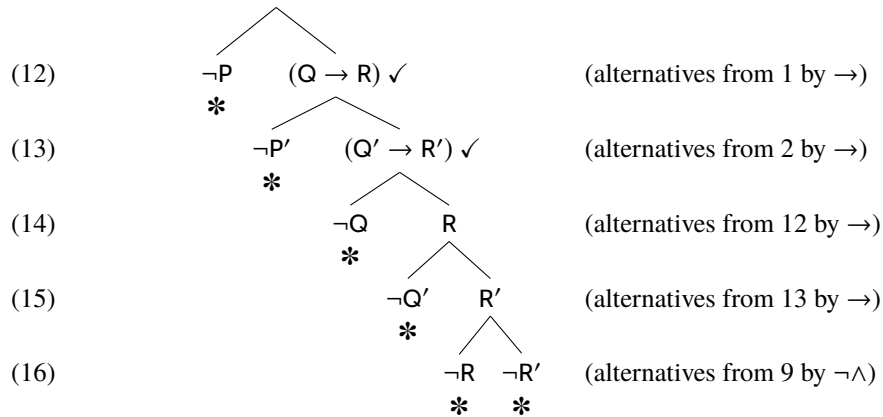 (12) ¬P (Q → R) ✓ (alternatives from 1 by →)
✱
(13) ¬P′ (Q′ → R′) ✓ (alternatives from 2 by →)
✱
(14) ¬Q R (alternatives from 12 by →)
✱
(15) ¬Q′ R′ (alternatives from 13 by →)
✱
(16) ¬R ¬R′ (alternatives from 9 by ¬∧)
✱ ✱